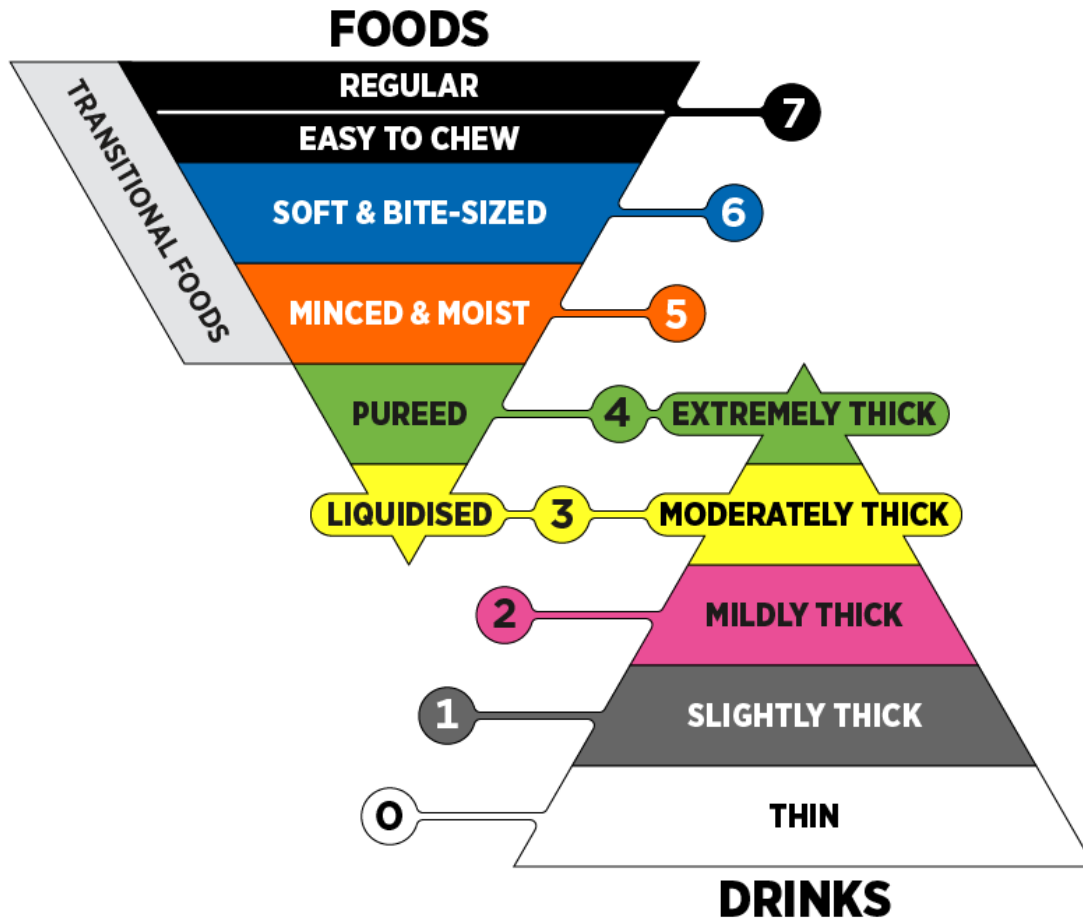 FOODS
REGULAR
7
EASY TO CHEW
TRANSITIONAL FOODS
SOFT & BITE-SIZED
6
MINCED & MOIST
5
PUREED
4
EXTREMELY THICK
LIQUIDISED
3
MODERATELY THICK
2
MILDLY THICK
1
SLIGHTLY THICK
0
THIN
DRINKS